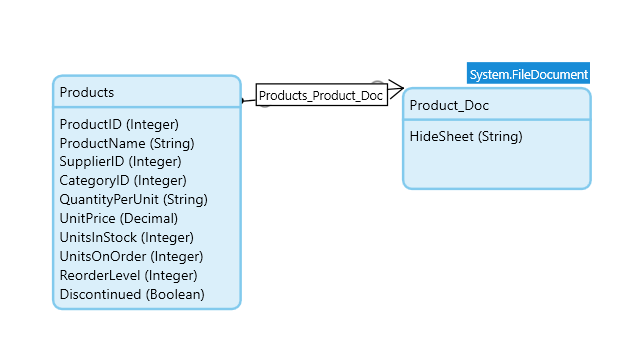 Products
ProductID (Integer)
ProductName (String)
SupplierID (Integer)
CategoryID (Integer)
QuantityPerUnit (String)
UnitPrice (Decimal)
UnitsInStock (Integer)
UnitsOnOrder (Integer)
ReorderLevel (Integer)
Discontinued (Boolean)
Products_Product_Doc
System.FileDocument
Product_Doc
HideSheet (String)